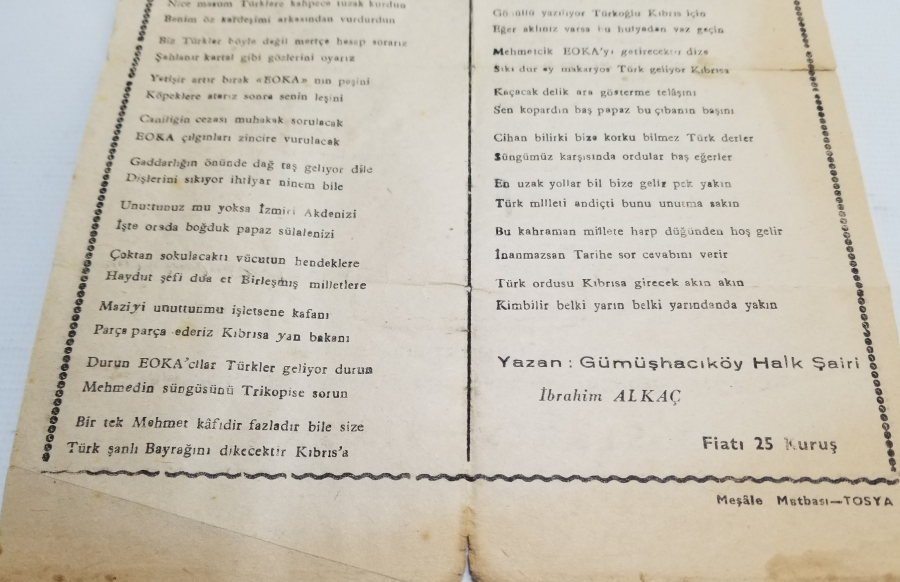 Nice masum Türklere kahpece tuzak kurdun
Benim öz kardeşimi arkasından vurdurdun
Biz Türkler böyle değil mertçe hesap sorarız
Şahlanır kartal gibi gözlerini oyarız
Yetişir artır bırak «EOKA» nın peşini
Köpeklere atarız sonra senin leşini
Caniliğin cezası muhakak sorulacak
EOKA çılgınları zincire vurulacak
Gaddarlığın önünde dağ taş geliyor dile
Dişlerini sıkıyor ihtiyar ninem bile
Unuttunuz mu yoksa İzmiri Akdenizi
İşte orada boğduk papaz sülalenizi
Çoktan sokulacaktı vücutun hendeklere
Haydut şefi dua et Birleşmiş milletlere
Maziyi unuttunmu işletsene kafanı
Parça parça ederiz Kıbrısa yan bakanı
Durun EOKA'cılar Türkler geliyor durun
Mehmedin süngüsünü Trikopise sorun
Bir tek Mehmet kâfidir fazladır bile size
Türk şanlı Bayrağını dikecektir Kıbrıs'a
Gönüllü yazılıyor Türkoğlu Kıbrıs için
Eğer aklınız varsa bu hulyadan vaz geçin
Mehmetcik EOKA'yı getirecektir dize
Sıkı dur ey makaryos Türk geliyor Kıbrısa
Kaçacak delik ara gösterme telâşını
Sen kopardın baş papaz bu çıbanın başını
Cihan bilirki bize korku bilmez Türk derler
Süngümüz karşısında ordular baş eğerler
En uzak yollar bil bize gelir pek yakın
Türk milleti andiçti bunu unutma sakın
Bu kahraman millete harp düğünden hoş gelir
İnanmazsan Tarihe sor cevabını verir
Türk ordusu Kıbrısa girecek akın akın
Kimbilir belki yarın belki yarındanda yakın
Yazan : Gümüşhacıköy Halk Şairi
İbrahim ALKAÇ
Fiatı 25 Kuruş
Meşâle Matbası—TOSYA